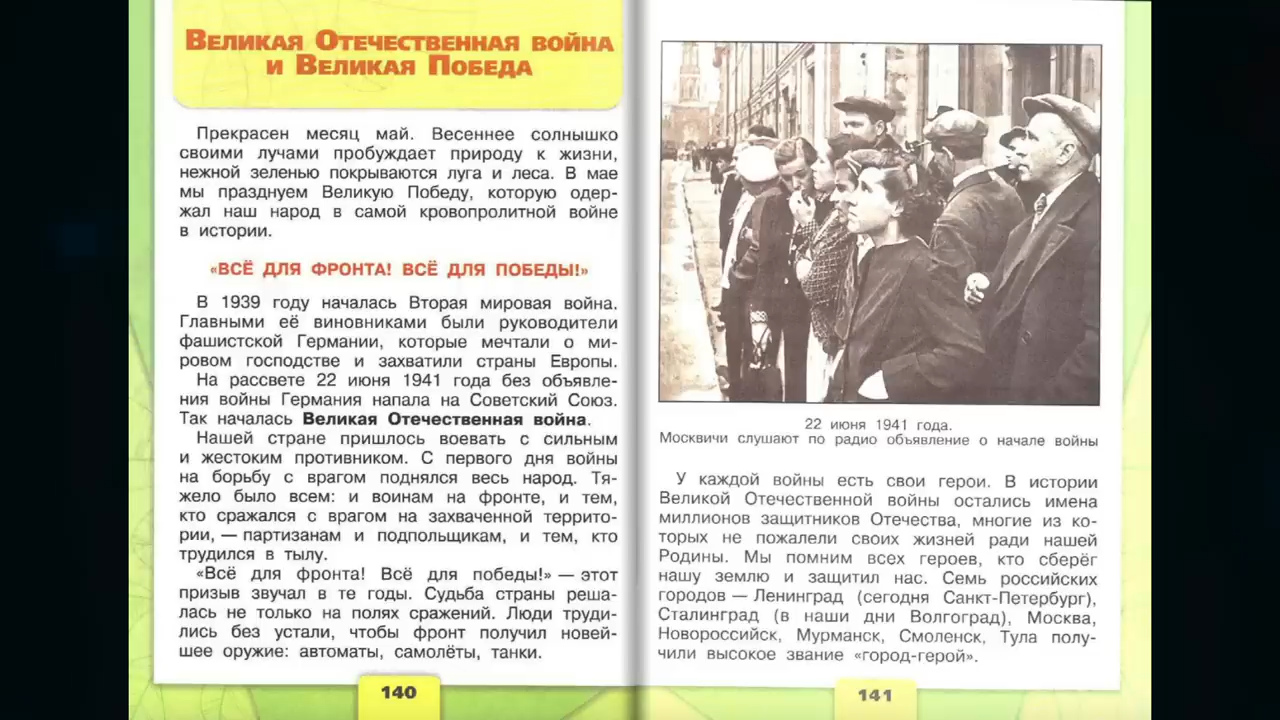 Великая Отечественная война
и Великая Победа
Прекрасен месяц май. Весеннее солнышко
своими лучами пробуждает природу к жизни,
нежной зеленью покрываются луга и леса. В мае
мы празднуем Великую Победу, которую одер-
жал наш народ в самой кровопролитной войне
в истории.
«ВСЁ ДЛЯ ФРОНТА! ВСЁ ДЛЯ ПОБЕДЫ!»
В 1939 году началась Вторая мировая война.
Главными её виновниками были руководители
фашистской Германии, которые мечтали о ми-
ровом господстве и захватили страны Европы.
На рассвете 22 июня 1941 года без объявле-
ния войны Германия напала на Советский Союз.
Так началась Великая Отечественная война.
Нашей стране пришлось воевать с сильным
и жестоким противником. С первого дня войны
на борьбу с врагом поднялся весь народ. Тя-
жело было всем: и воинам на фронте, и тем,
кто сражался с врагом на захваченной террито-
рии, — партизанам и подпольщикам, и тем, кто
трудился в тылу.
«Всё для фронта! Всё для победы!» — этот
призыв звучал в те годы. Судьба страны реша-
лась не только на полях сражений. Люди труди-
лись без устали, чтобы фронт получил новей-
шее оружие: автоматы, самолёты, танки.
140
22 июня 1941 года.
Москвичи слушают по радио объявление о начале войны
У каждой войны есть свои герои. В истории
Великой Отечественной войны остались имена
миллионов защитников Отечества, многие из ко-
торых не пожалели своих жизней ради нашей
Родины. Мы помним всех героев, кто сберёг
нашу землю и защитил нас. Семь российских
городов — Ленинград (сегодня Санкт-Петербург),
Сталинград (в наши дни Волгоград), Москва,
Новороссийск, Мурманск, Смоленск, Тула полу-
чили высокое звание «город-герой».
141